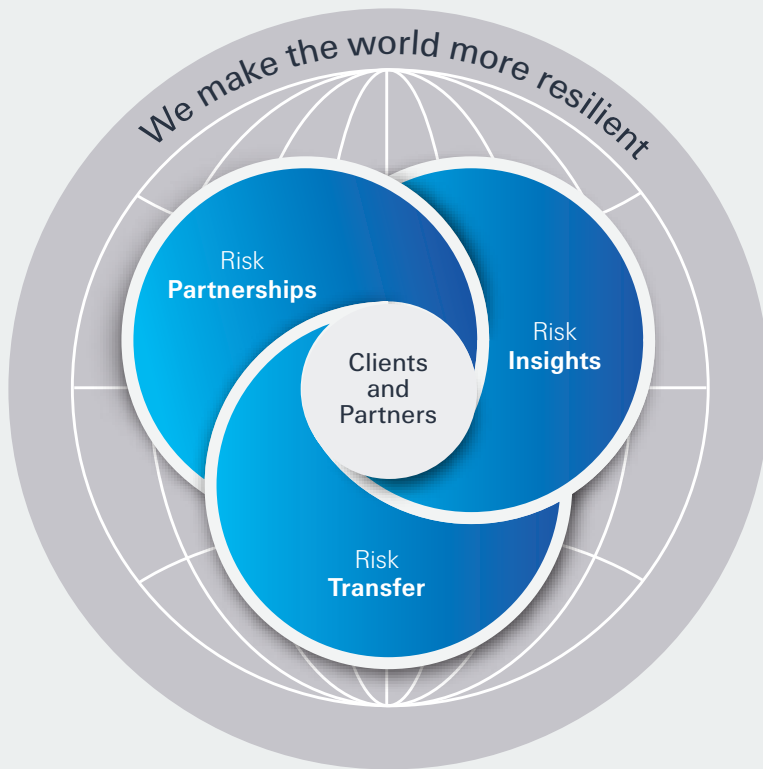 We make the world more resilient
Risk
Partnerships
Risk
Insights
Clients
and
Partners
Risk
Transfer